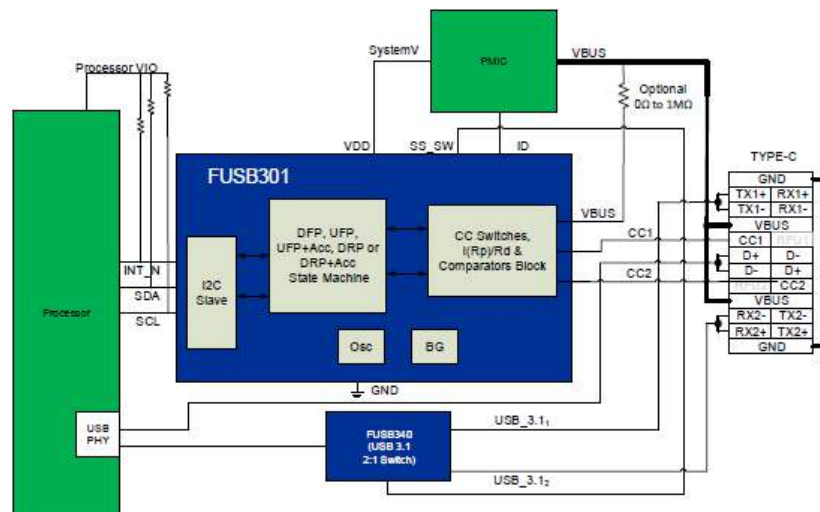 SystemV
PMIC
VBUS
Processor VIO
Optional
0Ω to 1MΩ
VDD
SS_SW
ID
TYPE-C
FUSB301
GND
TX1+ RX1+
TX1- RX1-
VBUS
CC1 RFU1
D+ D-
D- D+
RFU2 CC2
VBUS
RX2- TX2-
RX2+ TX2+
GND
DFP, UFP,
UFP+Acc, DRP or
DRP+Acc
State Machine
CC Switches,
I(Rp)/Rd &
Comparators Block
VBUS
CC1
CC2
I2C
Slave
INT_N
SDA
SCL
Processor
Osc
BG
GND
USB
PHY
FUSB340
(USB 3.1
2:1 Switch)
USB_3.1₁
USB_3.1₂